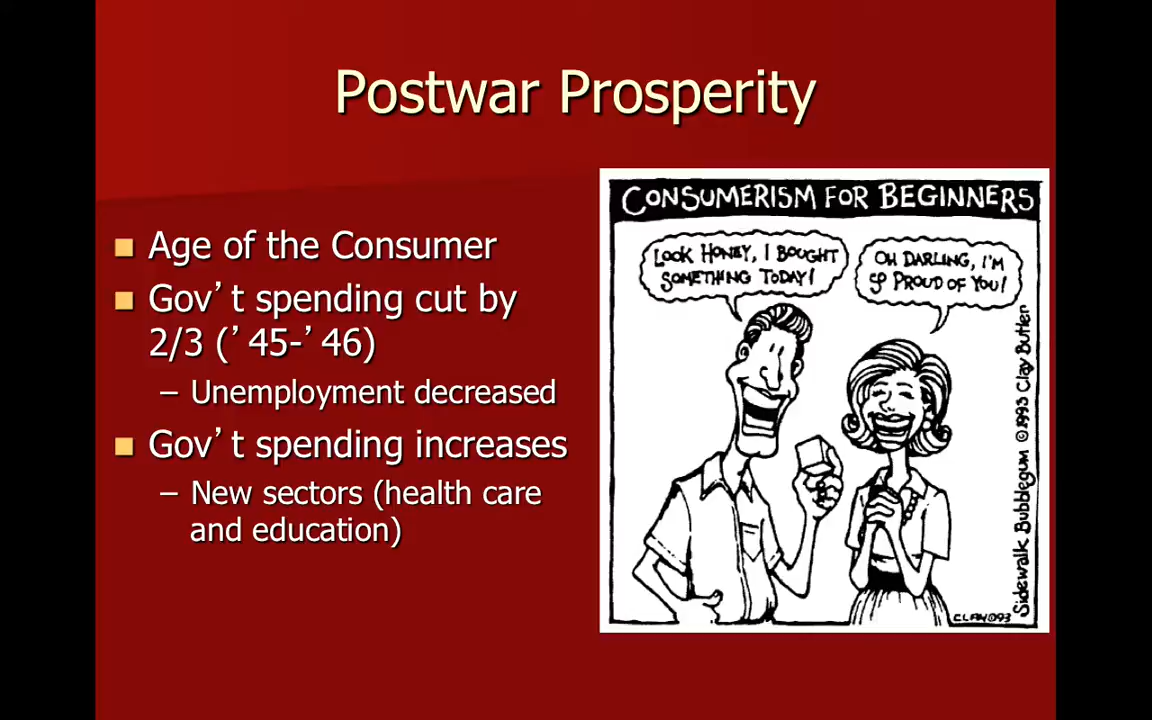 Postwar Prosperity
■ Age of the Consumer
■ Gov’t spending cut by
2/3 (’45-’46)
– Unemployment decreased
■ Gov’t spending increases
– New sectors (health care
and education)
CONSUMERISM FOR BEGINNERS
LOOK HONEY, I BOUGHT
SOMETHING TODAY!
OH DARLING, I'M
SO PROUD OF YOU!
Sidewalk Bubblegum ©1993 Clay Butler
CLAY©93